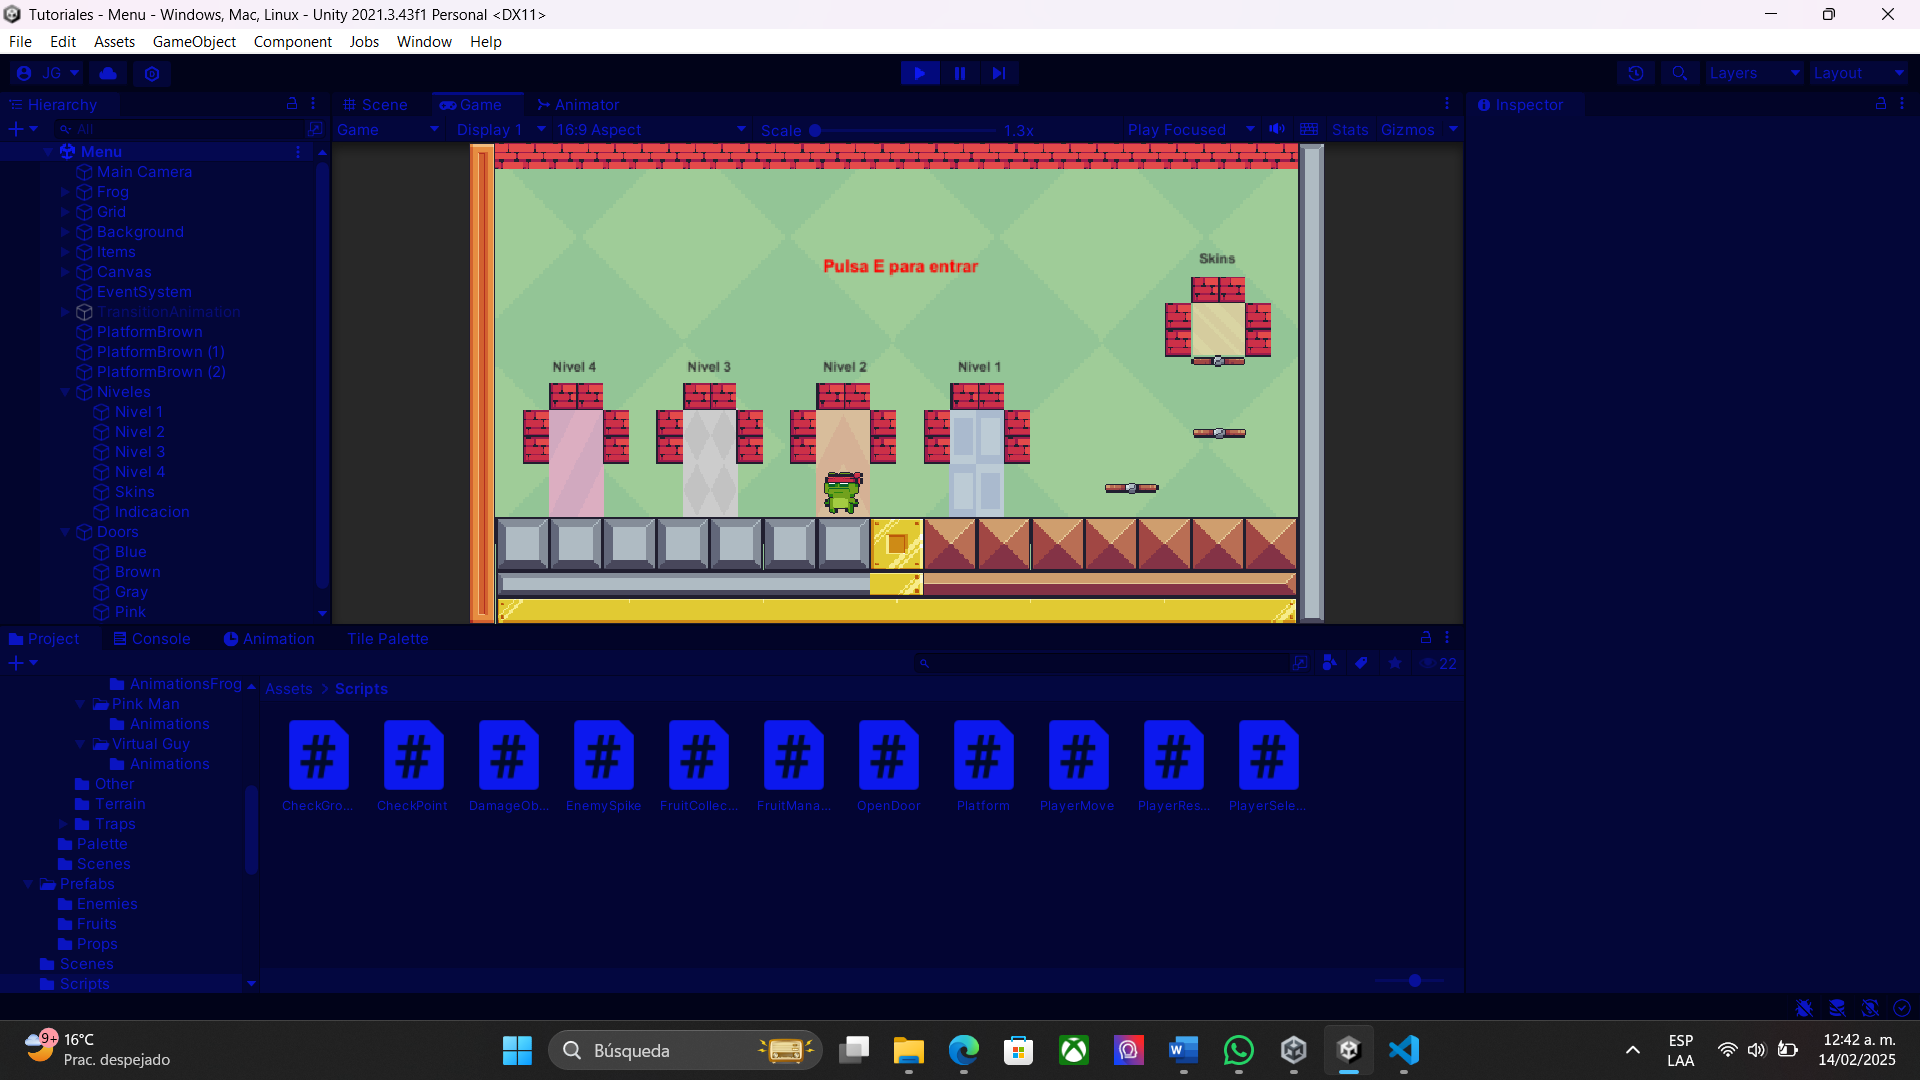 Tutoriales - Menu - Windows, Mac, Linux - Unity 2021.3.43f1 Personal <DX11>
File Edit Assets GameObject Component Jobs Window Help
JG Layers Layout
Hierarchy Scene Game Animator Inspector
All Game Display 1 16:9 Aspect Scale 1.3x Play Focused Stats Gizmos
Menu
Main Camera
Frog
Grid
Background
Items
Canvas
EventSystem
TransitionAnimation
PlatformBrown
PlatformBrown (1)
PlatformBrown (2)
Niveles
Nivel 1
Nivel 2
Nivel 3
Nivel 4
Skins
Indicacion
Doors
Blue
Brown
Gray
Pink
Pulsa E para entrar
Skins
Nivel 4 Nivel 3 Nivel 2 Nivel 1
Project Console Animation Tile Palette
22
AnimationsFrog
Pink Man
Animations
Virtual Guy
Animations
Other
Terrain
Traps
Palette
Scenes
Prefabs
Enemies
Fruits
Props
Scenes
Scripts
Assets > Scripts
# # # # # # # # # # #
CheckGro... CheckPoint DamageOb... EnemySpike FruitCollec... FruitMana... OpenDoor Platform PlayerMove PlayerRes... PlayerSele...
9+ 16°C
Prac. despejado
Búsqueda
ESP
LAA
12:42 a. m.
14/02/2025